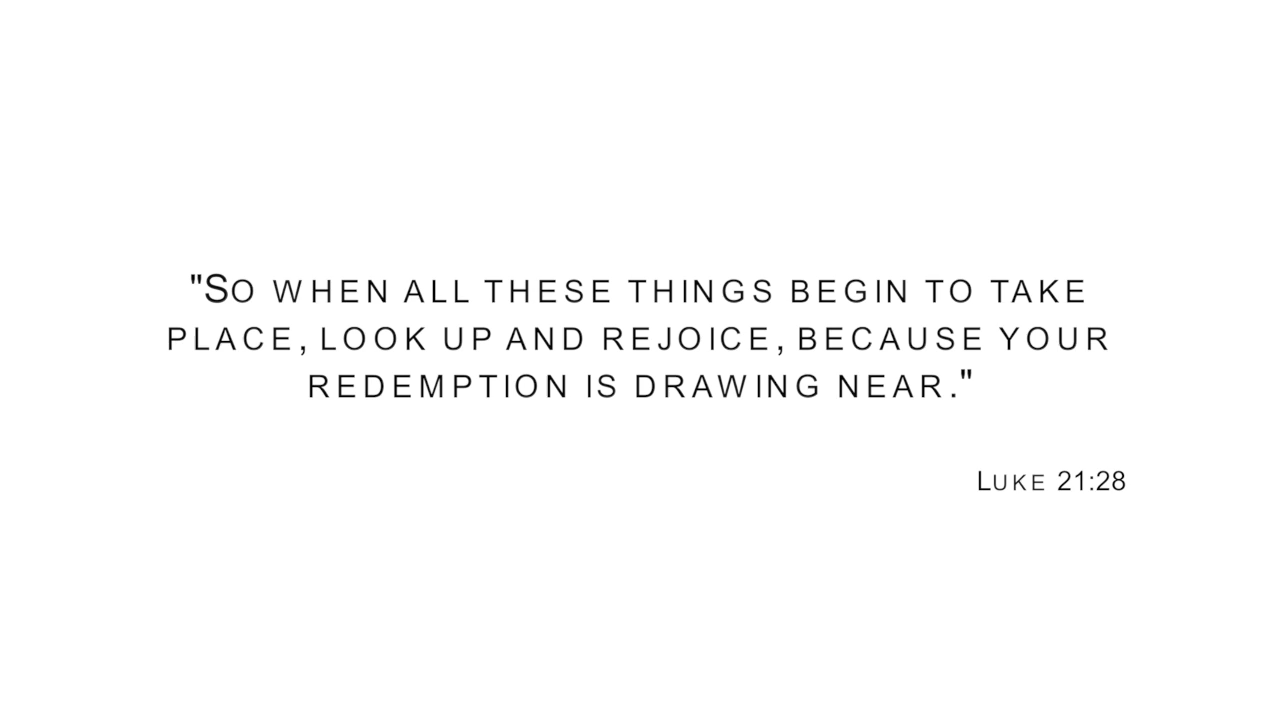 "So when all these things begin to take
place, look up and rejoice, because your
redemption is drawing near."
Luke 21:28